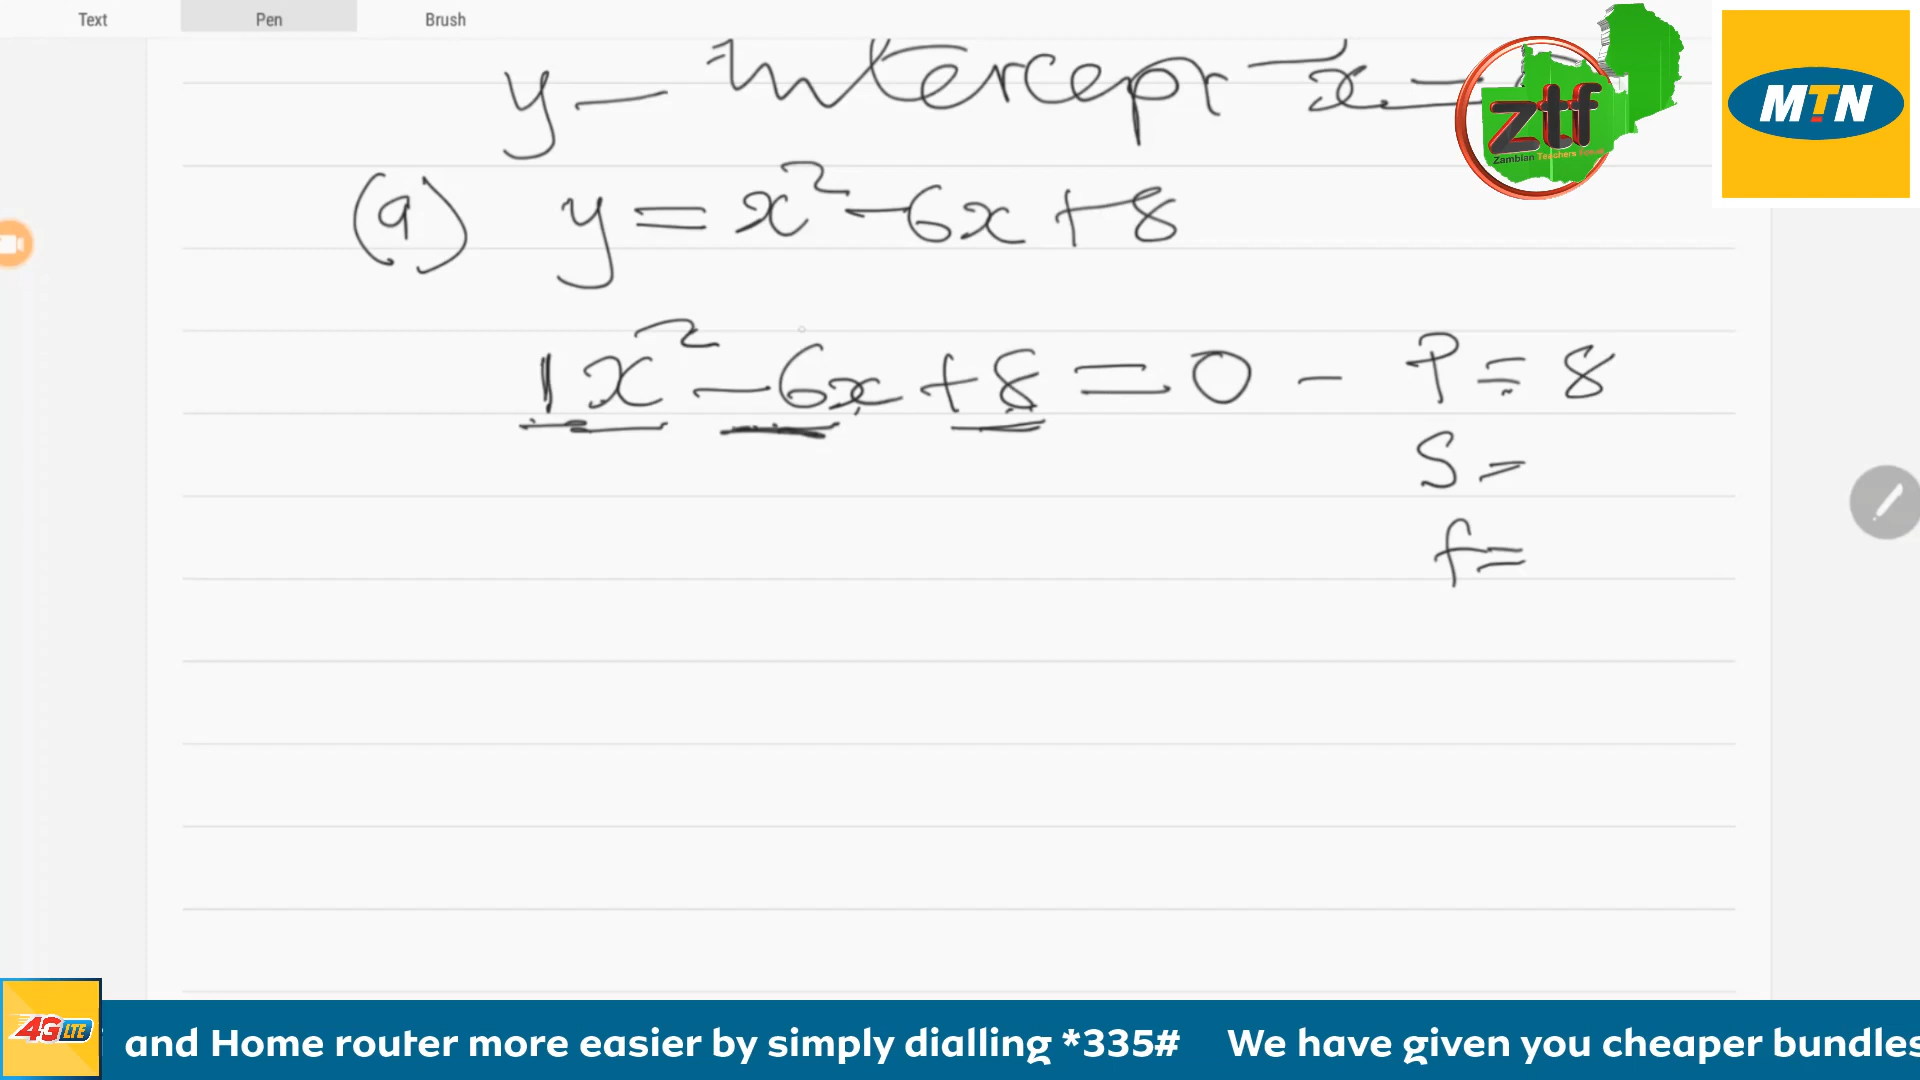 Text Pen Brush
y - Intercept x =
ztf
Zambian Teachers
MTN
(a) y = x² - 6x + 8
1x² - 6x + 8 = 0 - P = 8
S =
f =
4G LTE and Home router more easier by simply dialling *335# We have given you cheaper bundles